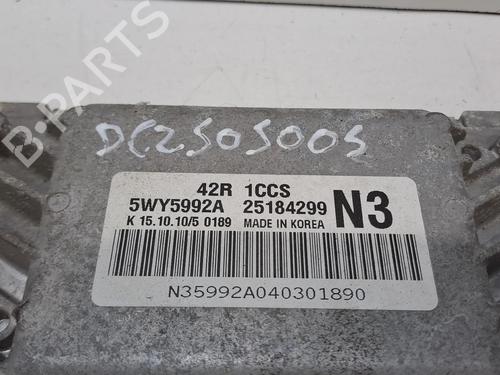 B-PARTS
DC2505005
42R 1CCS
5WY5992A 25184299 N3
K 15.10.10/5 0189 MADE IN KOREA
N35992A040301890